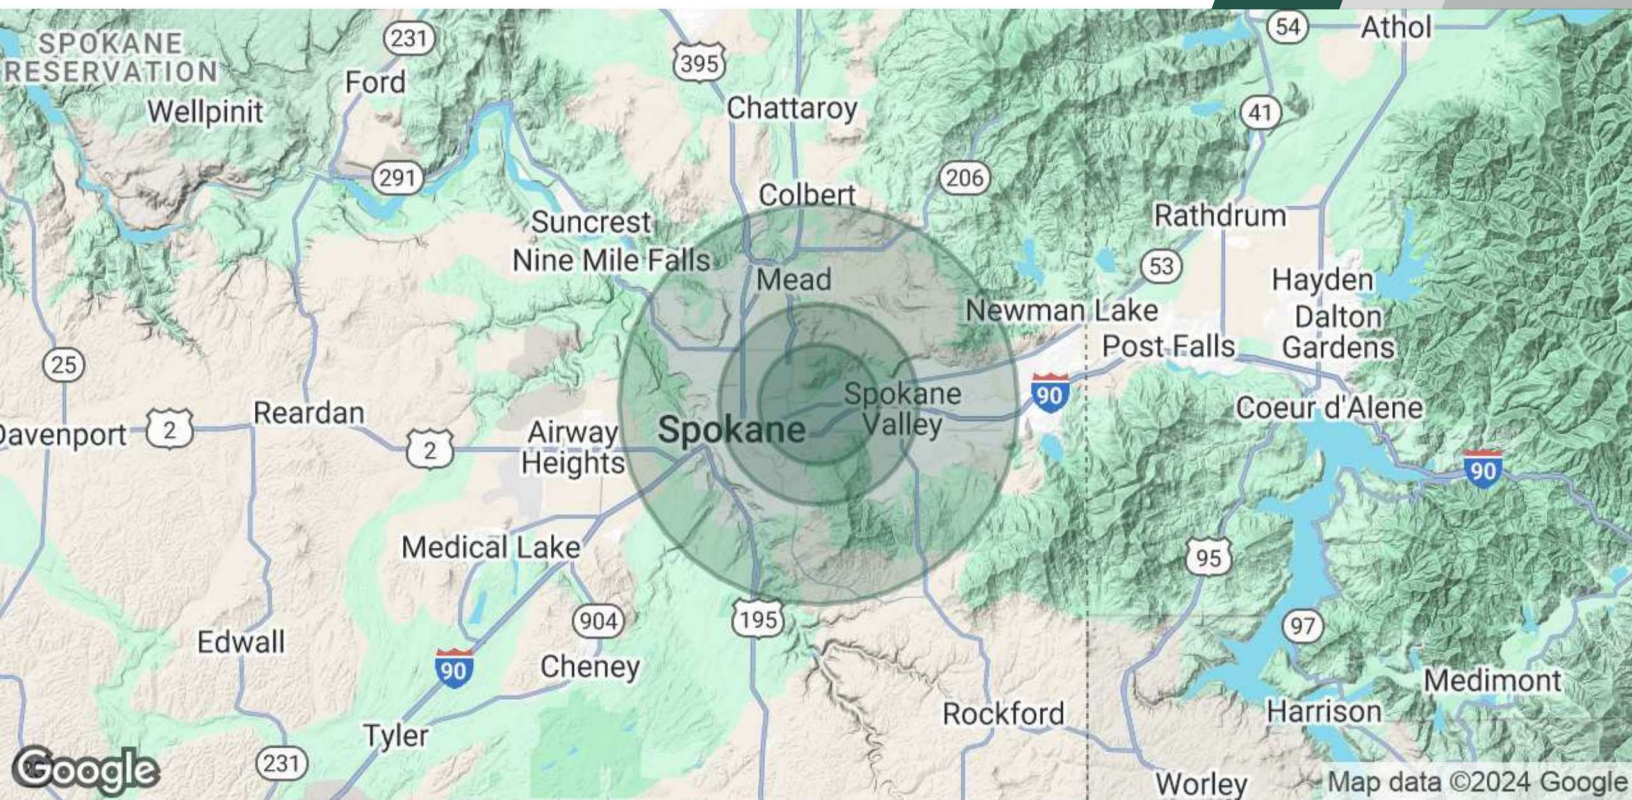 54
Athol
SPOKANE
RESERVATION
231
395
Ford
Wellpinit
Chattaroy
41
291
206
Colbert
Suncrest
Rathdrum
Nine Mile Falls
53
Mead
Hayden
Newman Lake
Dalton
Gardens
Post Falls
25
Spokane
Valley
90
Reardan
Coeur d'Alene
Davenport
2
2
Airway
Heights
Spokane
90
Medical Lake
95
904
195
97
Edwall
90
Cheney
Medimont
Rockford
Harrison
Tyler
231
Google
Worley
Map data ©2024 Google